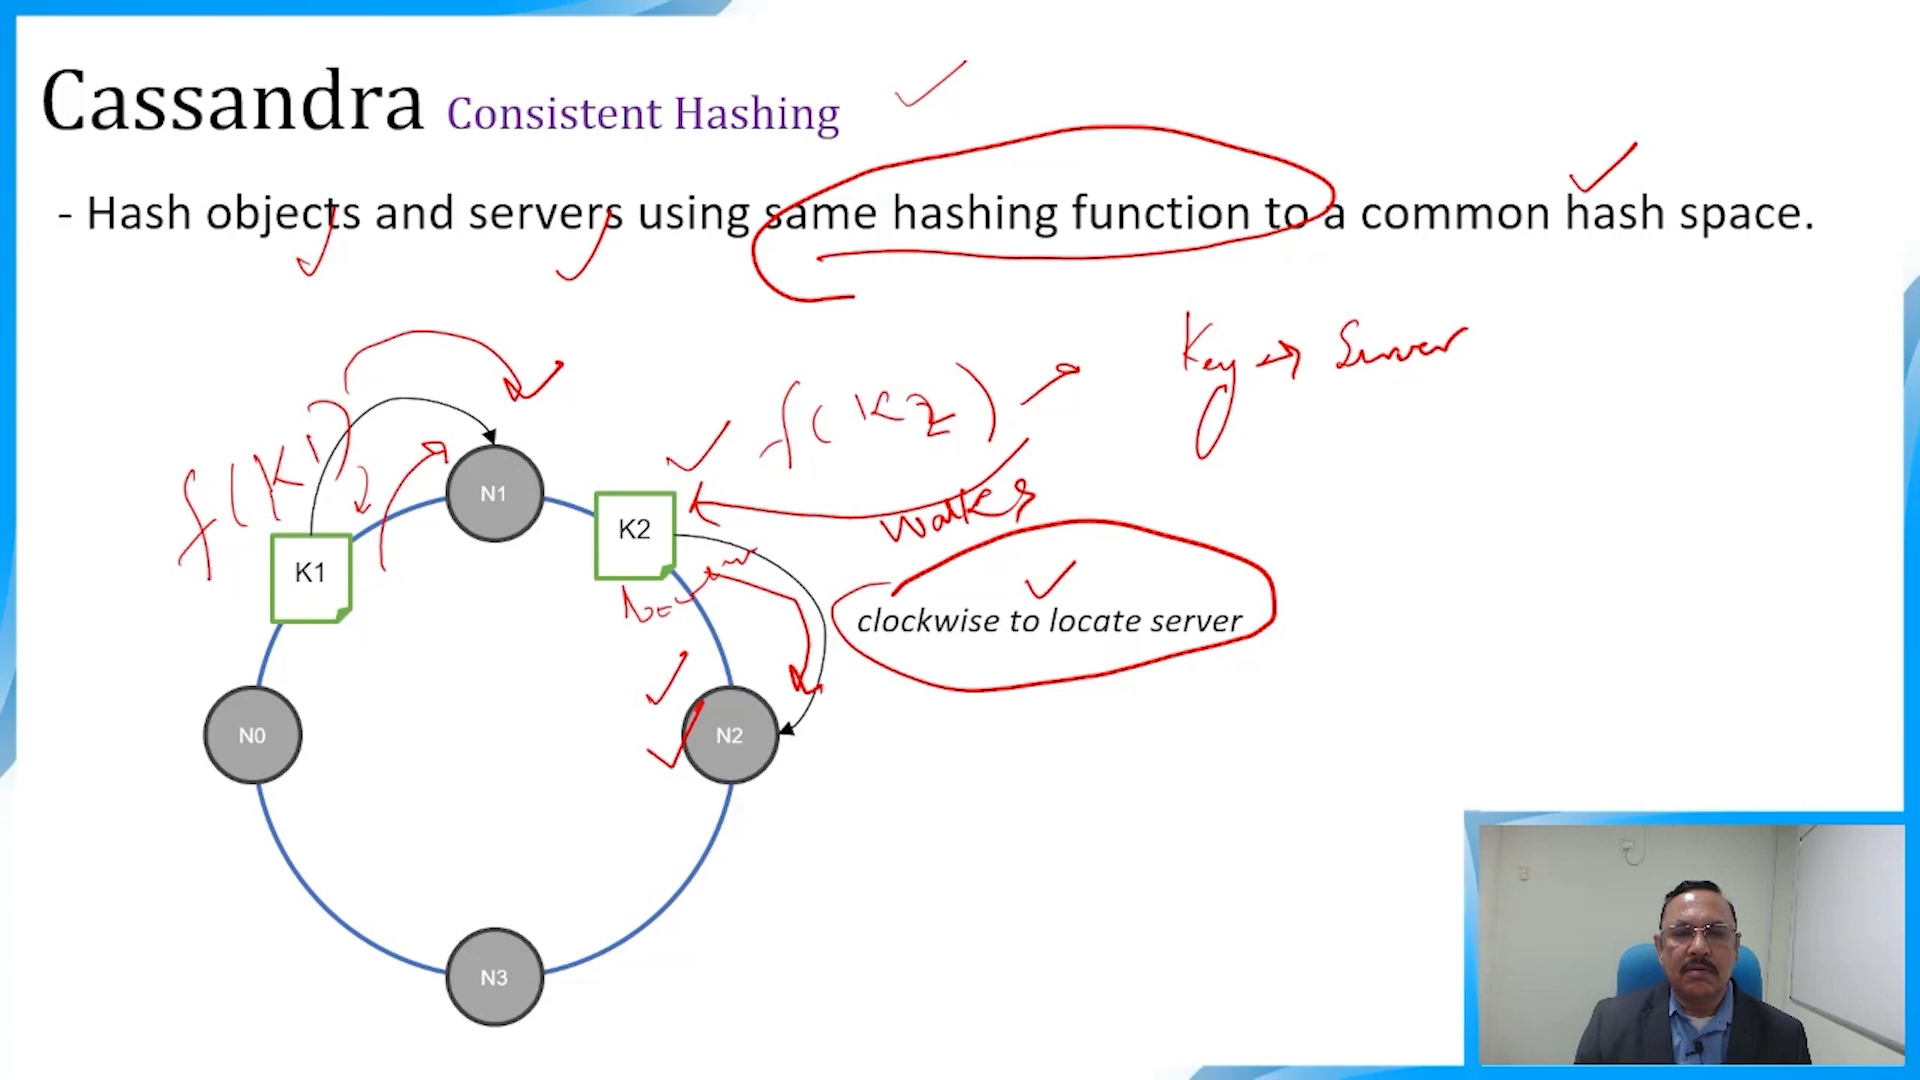 Cassandra Consistent Hashing
- Hash objects and servers using same hashing function to a common hash space.
Key → Server
f(K2)
f(K1)
N1
K2
walks
K1
clockwise to locate server
N0
N2
N3